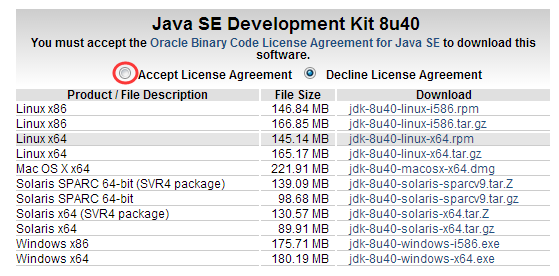 Java SE Development Kit 8u40
You must accept the Oracle Binary Code License Agreement for Java SE to download this
software.
Accept License Agreement Decline License Agreement
Product / File Description File Size Download
Linux x86 146.84 MB jdk-8u40-linux-i586.rpm
Linux x86 166.85 MB jdk-8u40-linux-i586.tar.gz
Linux x64 145.14 MB jdk-8u40-linux-x64.rpm
Linux x64 165.17 MB jdk-8u40-linux-x64.tar.gz
Mac OS X x64 221.91 MB jdk-8u40-macosx-x64.dmg
Solaris SPARC 64-bit (SVR4 package) 139.09 MB jdk-8u40-solaris-sparcv9.tar.Z
Solaris SPARC 64-bit 98.68 MB jdk-8u40-solaris-sparcv9.tar.gz
Solaris x64 (SVR4 package) 130.57 MB jdk-8u40-solaris-x64.tar.Z
Solaris x64 89.91 MB jdk-8u40-solaris-x64.tar.gz
Windows x86 175.71 MB jdk-8u40-windows-i586.exe
Windows x64 180.19 MB jdk-8u40-windows-x64.exe